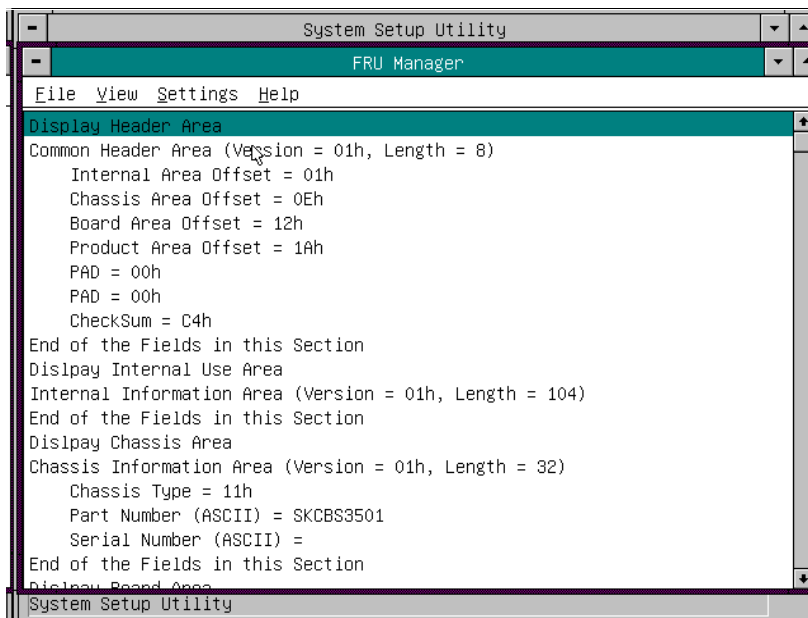 System Setup Utility
FRU Manager
File View Settings Help
Display Header Area
Common Header Area (Version = 01h, Length = 8)
Internal Area Offset = 01h
Chassis Area Offset = 0Eh
Board Area Offset = 12h
Product Area Offset = 1Ah
PAD = 00h
PAD = 00h
CheckSum = C4h
End of the Fields in this Section
Dislpay Internal Use Area
Internal Information Area (Version = 01h, Length = 104)
End of the Fields in this Section
Dislpay Chassis Area
Chassis Information Area (Version = 01h, Length = 32)
Chassis Type = 11h
Part Number (ASCII) = SKCBS3501
Serial Number (ASCII) =
End of the Fields in this Section
Dislpay Board Area
System Setup Utility